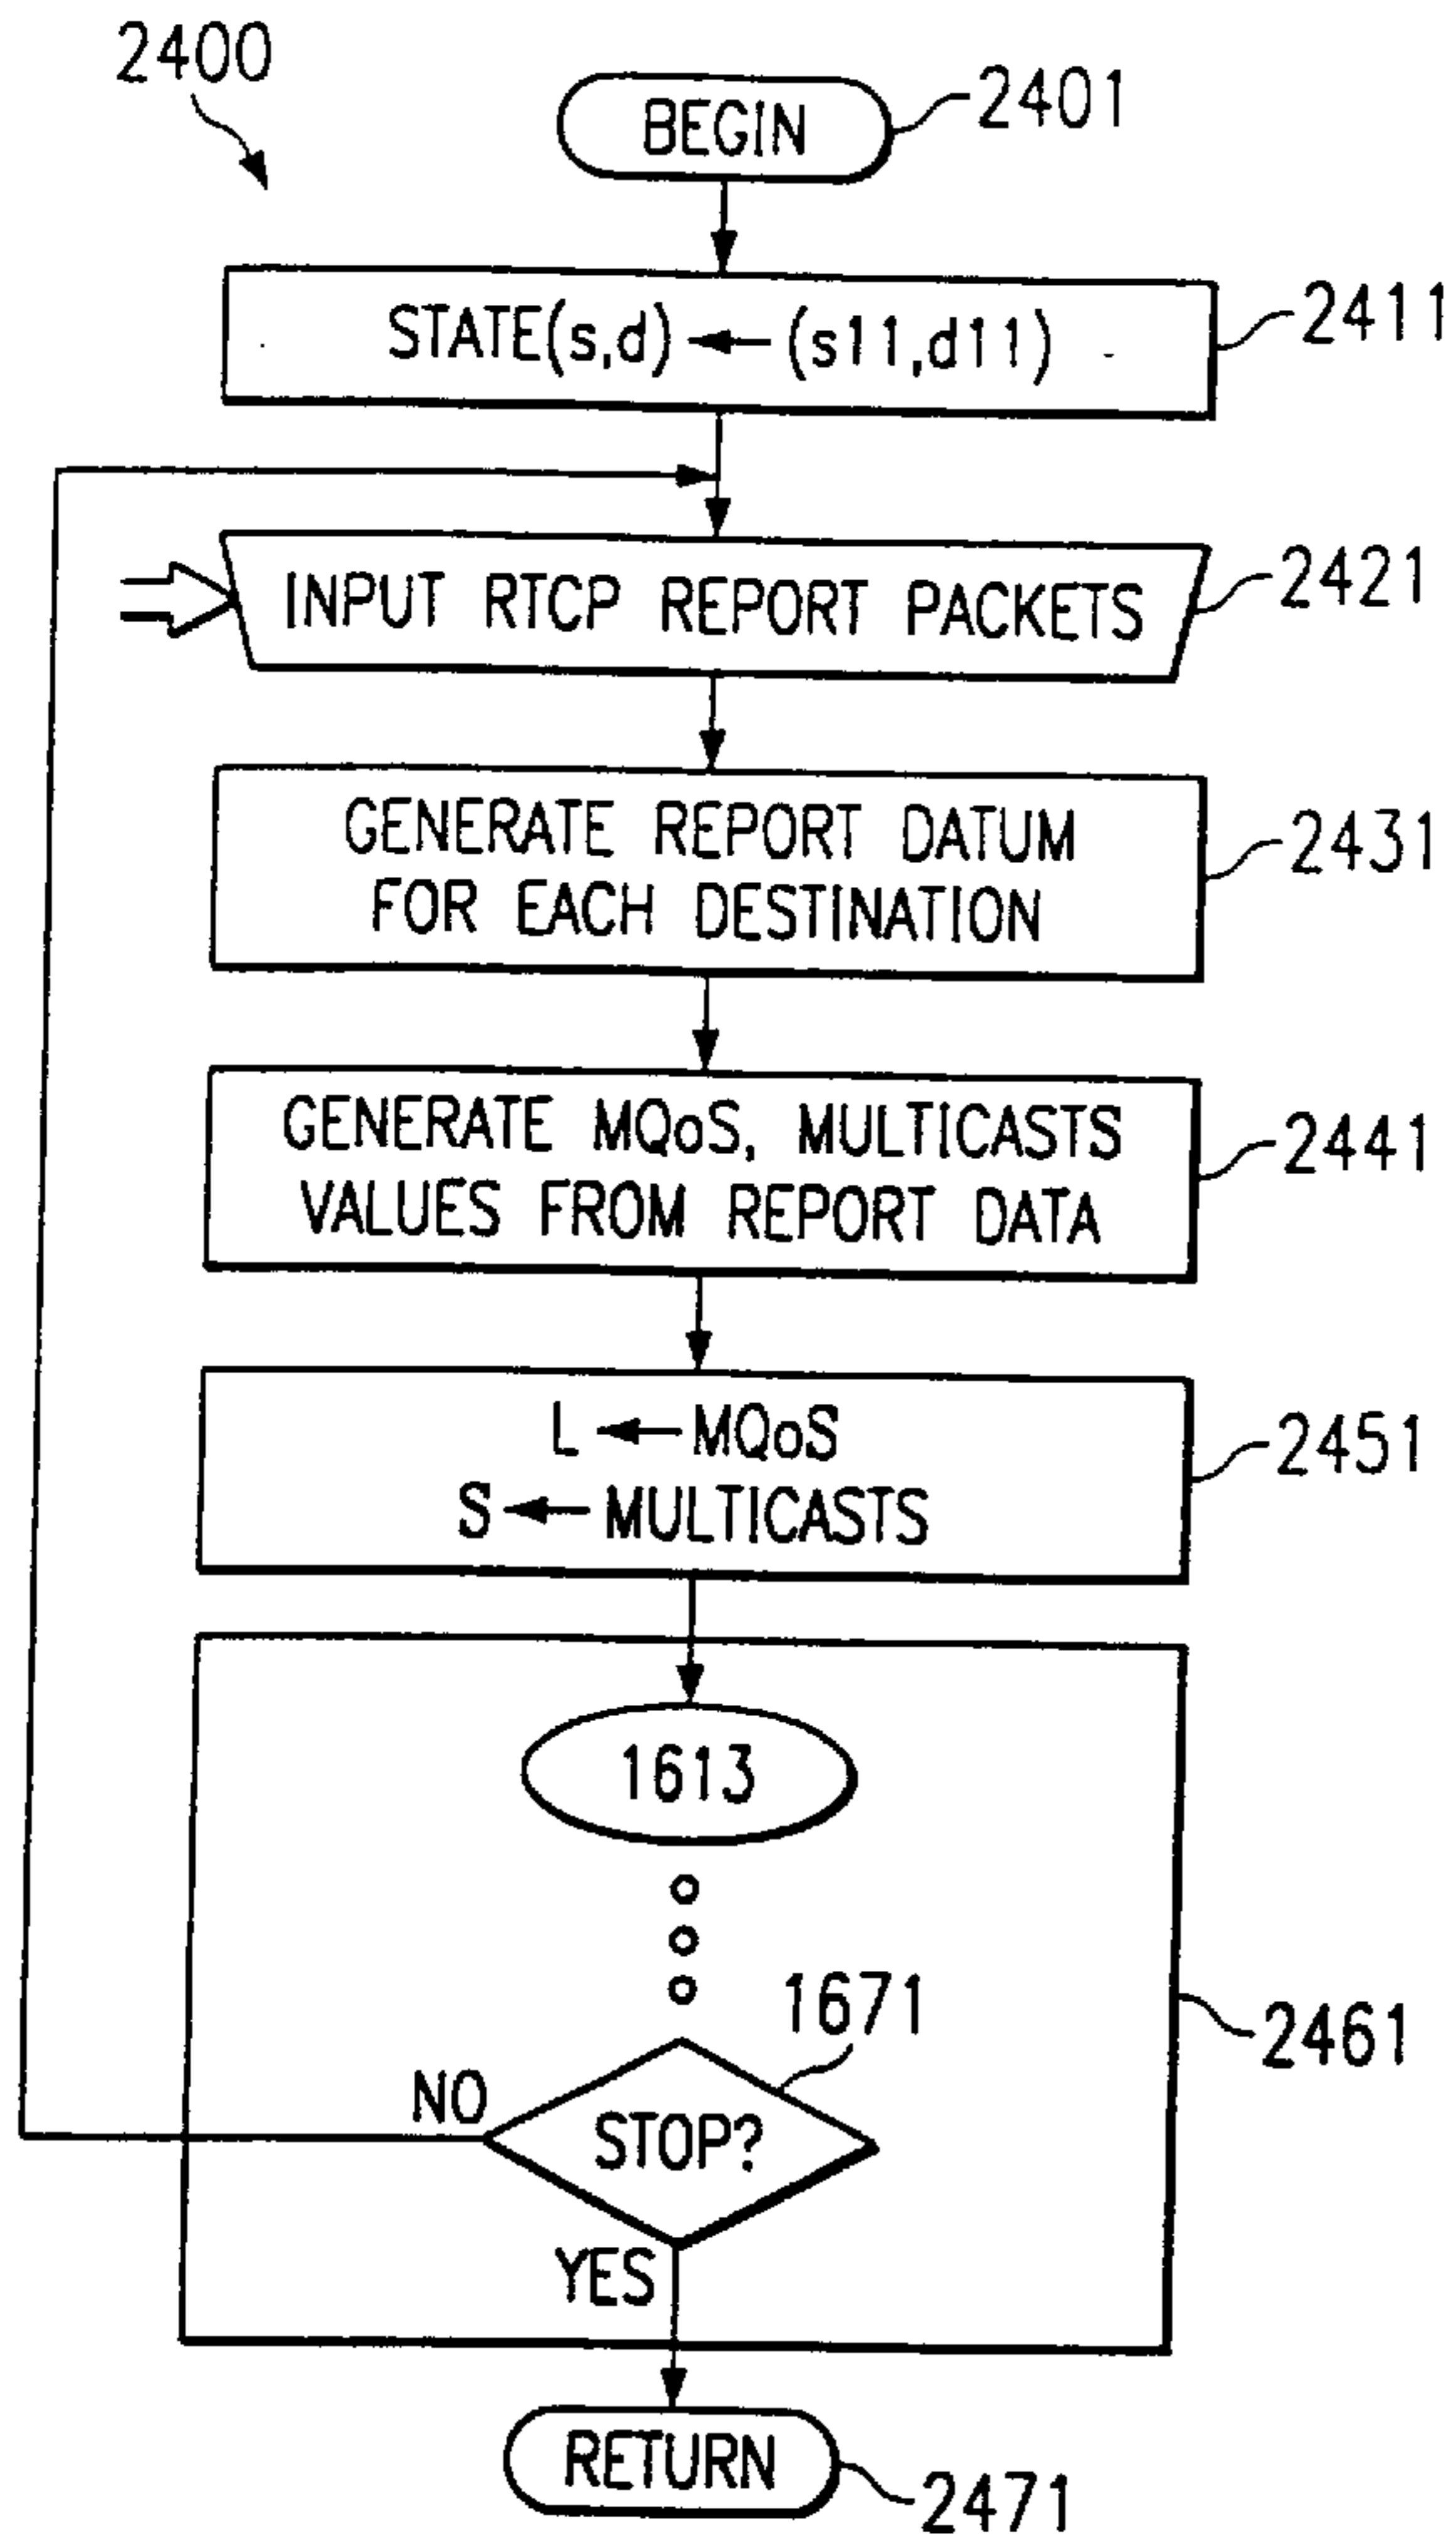 2400
BEGIN
2401
STATE(s,d) ← (s11,d11)
2411
INPUT RTCP REPORT PACKETS
2421
GENERATE REPORT DATUM
FOR EACH DESTINATION
2431
GENERATE MQoS, MULTICASTS
VALUES FROM REPORT DATA
2441
L ← MQoS
S ← MULTICASTS
2451
1613
1671
2461
NO
STOP?
YES
RETURN
2471